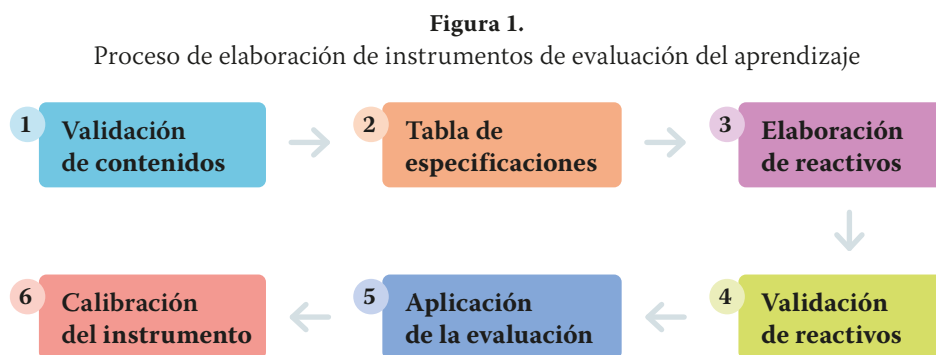 Figura 1.
Proceso de elaboración de instrumentos de evaluación del aprendizaje
1
Validación
de contenidos
2
Tabla de
especificaciones
3
Elaboración
de reactivos
4
Validación
de reactivos
5
Aplicación
de la evaluación
6
Calibración
del instrumento